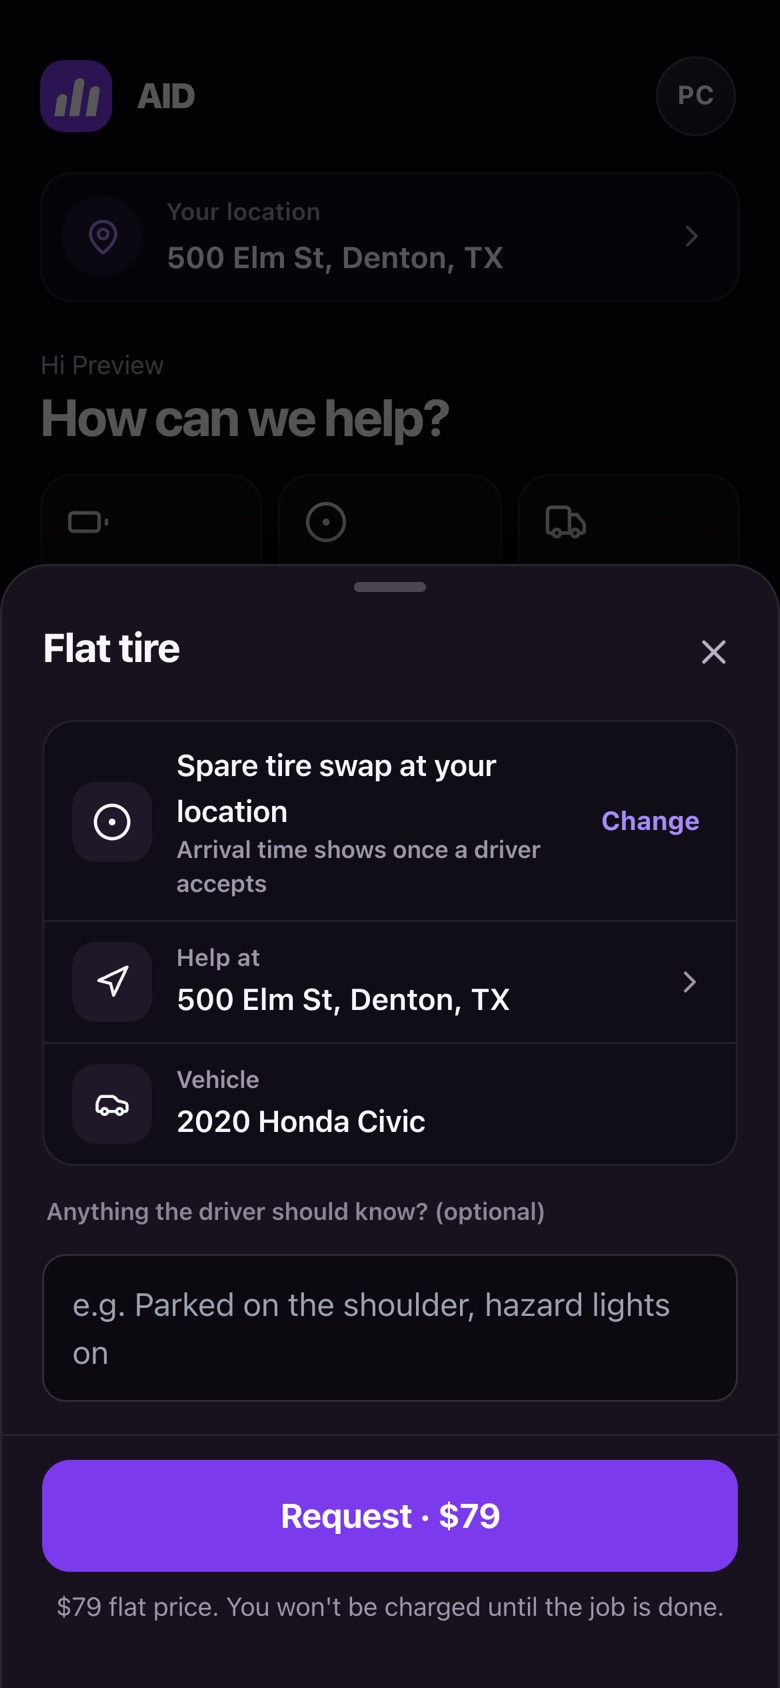 AID
PC
Your location
500 Elm St, Denton, TX
Hi Preview
How can we help?
Flat tire
Spare tire swap at your
location
Arrival time shows once a driver
accepts
Change
Help at
500 Elm St, Denton, TX
Vehicle
2020 Honda Civic
Anything the driver should know? (optional)
e.g. Parked on the shoulder, hazard lights
on
Request · $79
$79 flat price. You won't be charged until the job is done.